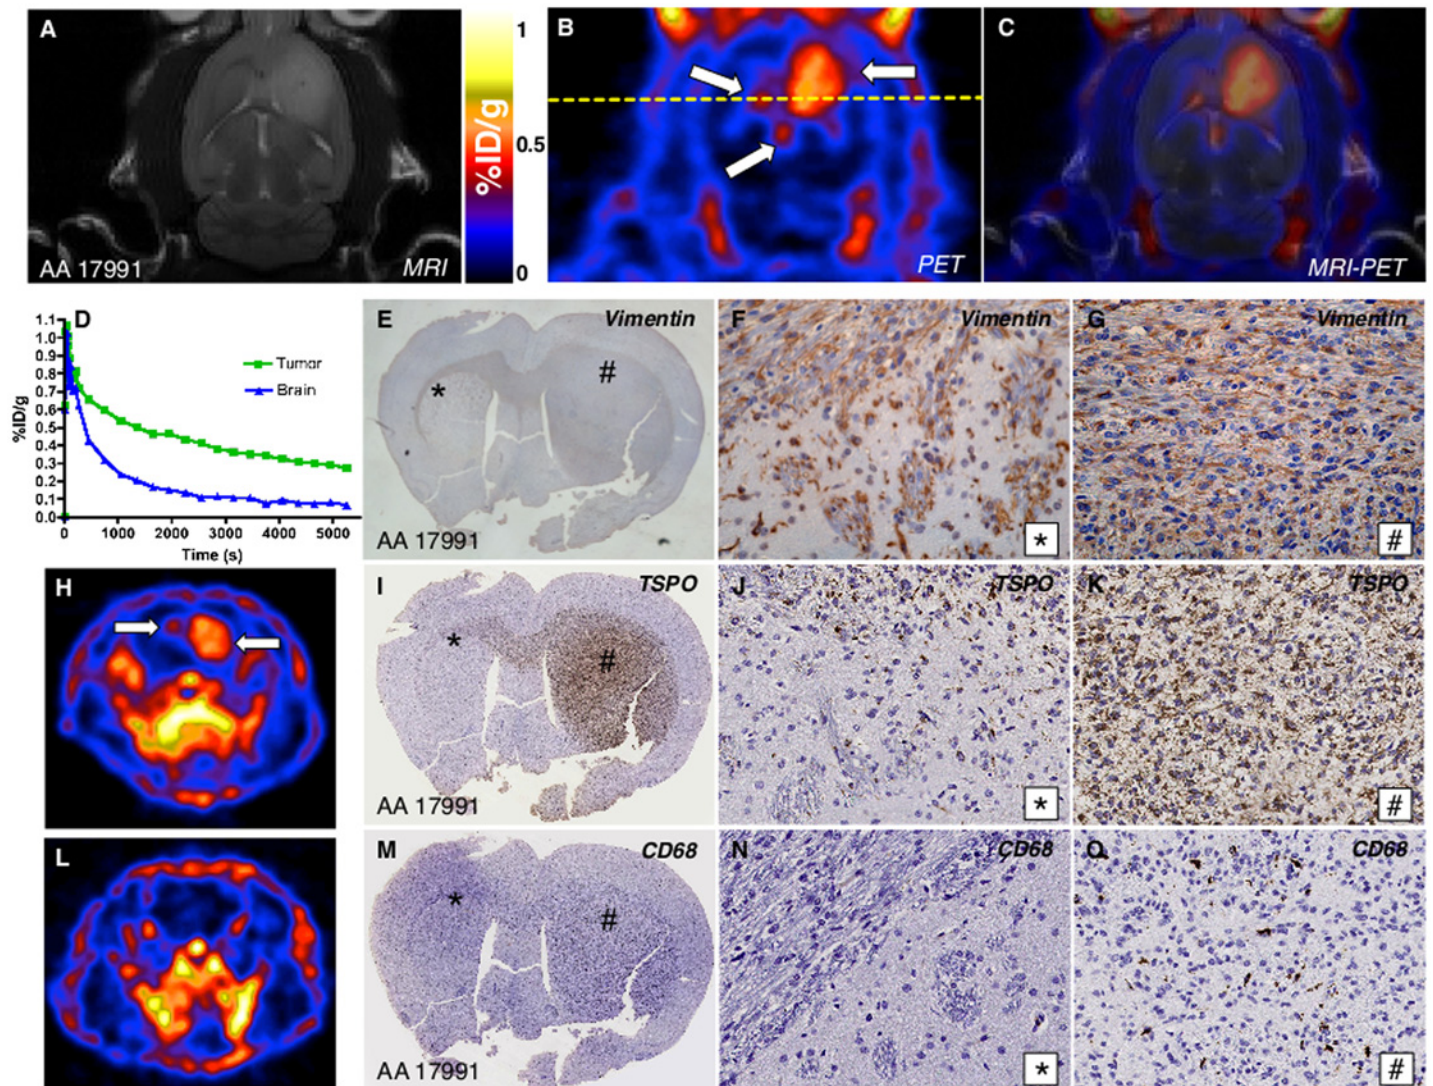 A
AA 17991
MRI
1
0.5
0
%ID/g
B
PET
C
MRI-PET
D
1.1
1.0
0.9
0.8
0.7
0.6
0.5
0.4
0.3
0.2
0.1
0.0
%ID/g
0 1000 2000 3000 4000 5000
Time (s)
Tumor
Brain
E
Vimentin
*
#
AA 17991
F
Vimentin
*
G
Vimentin
#
H
I
TSPO
*
#
AA 17991
J
TSPO
*
K
TSPO
#
L
M
CD68
*
#
AA 17991
N
CD68
*
O
CD68
#